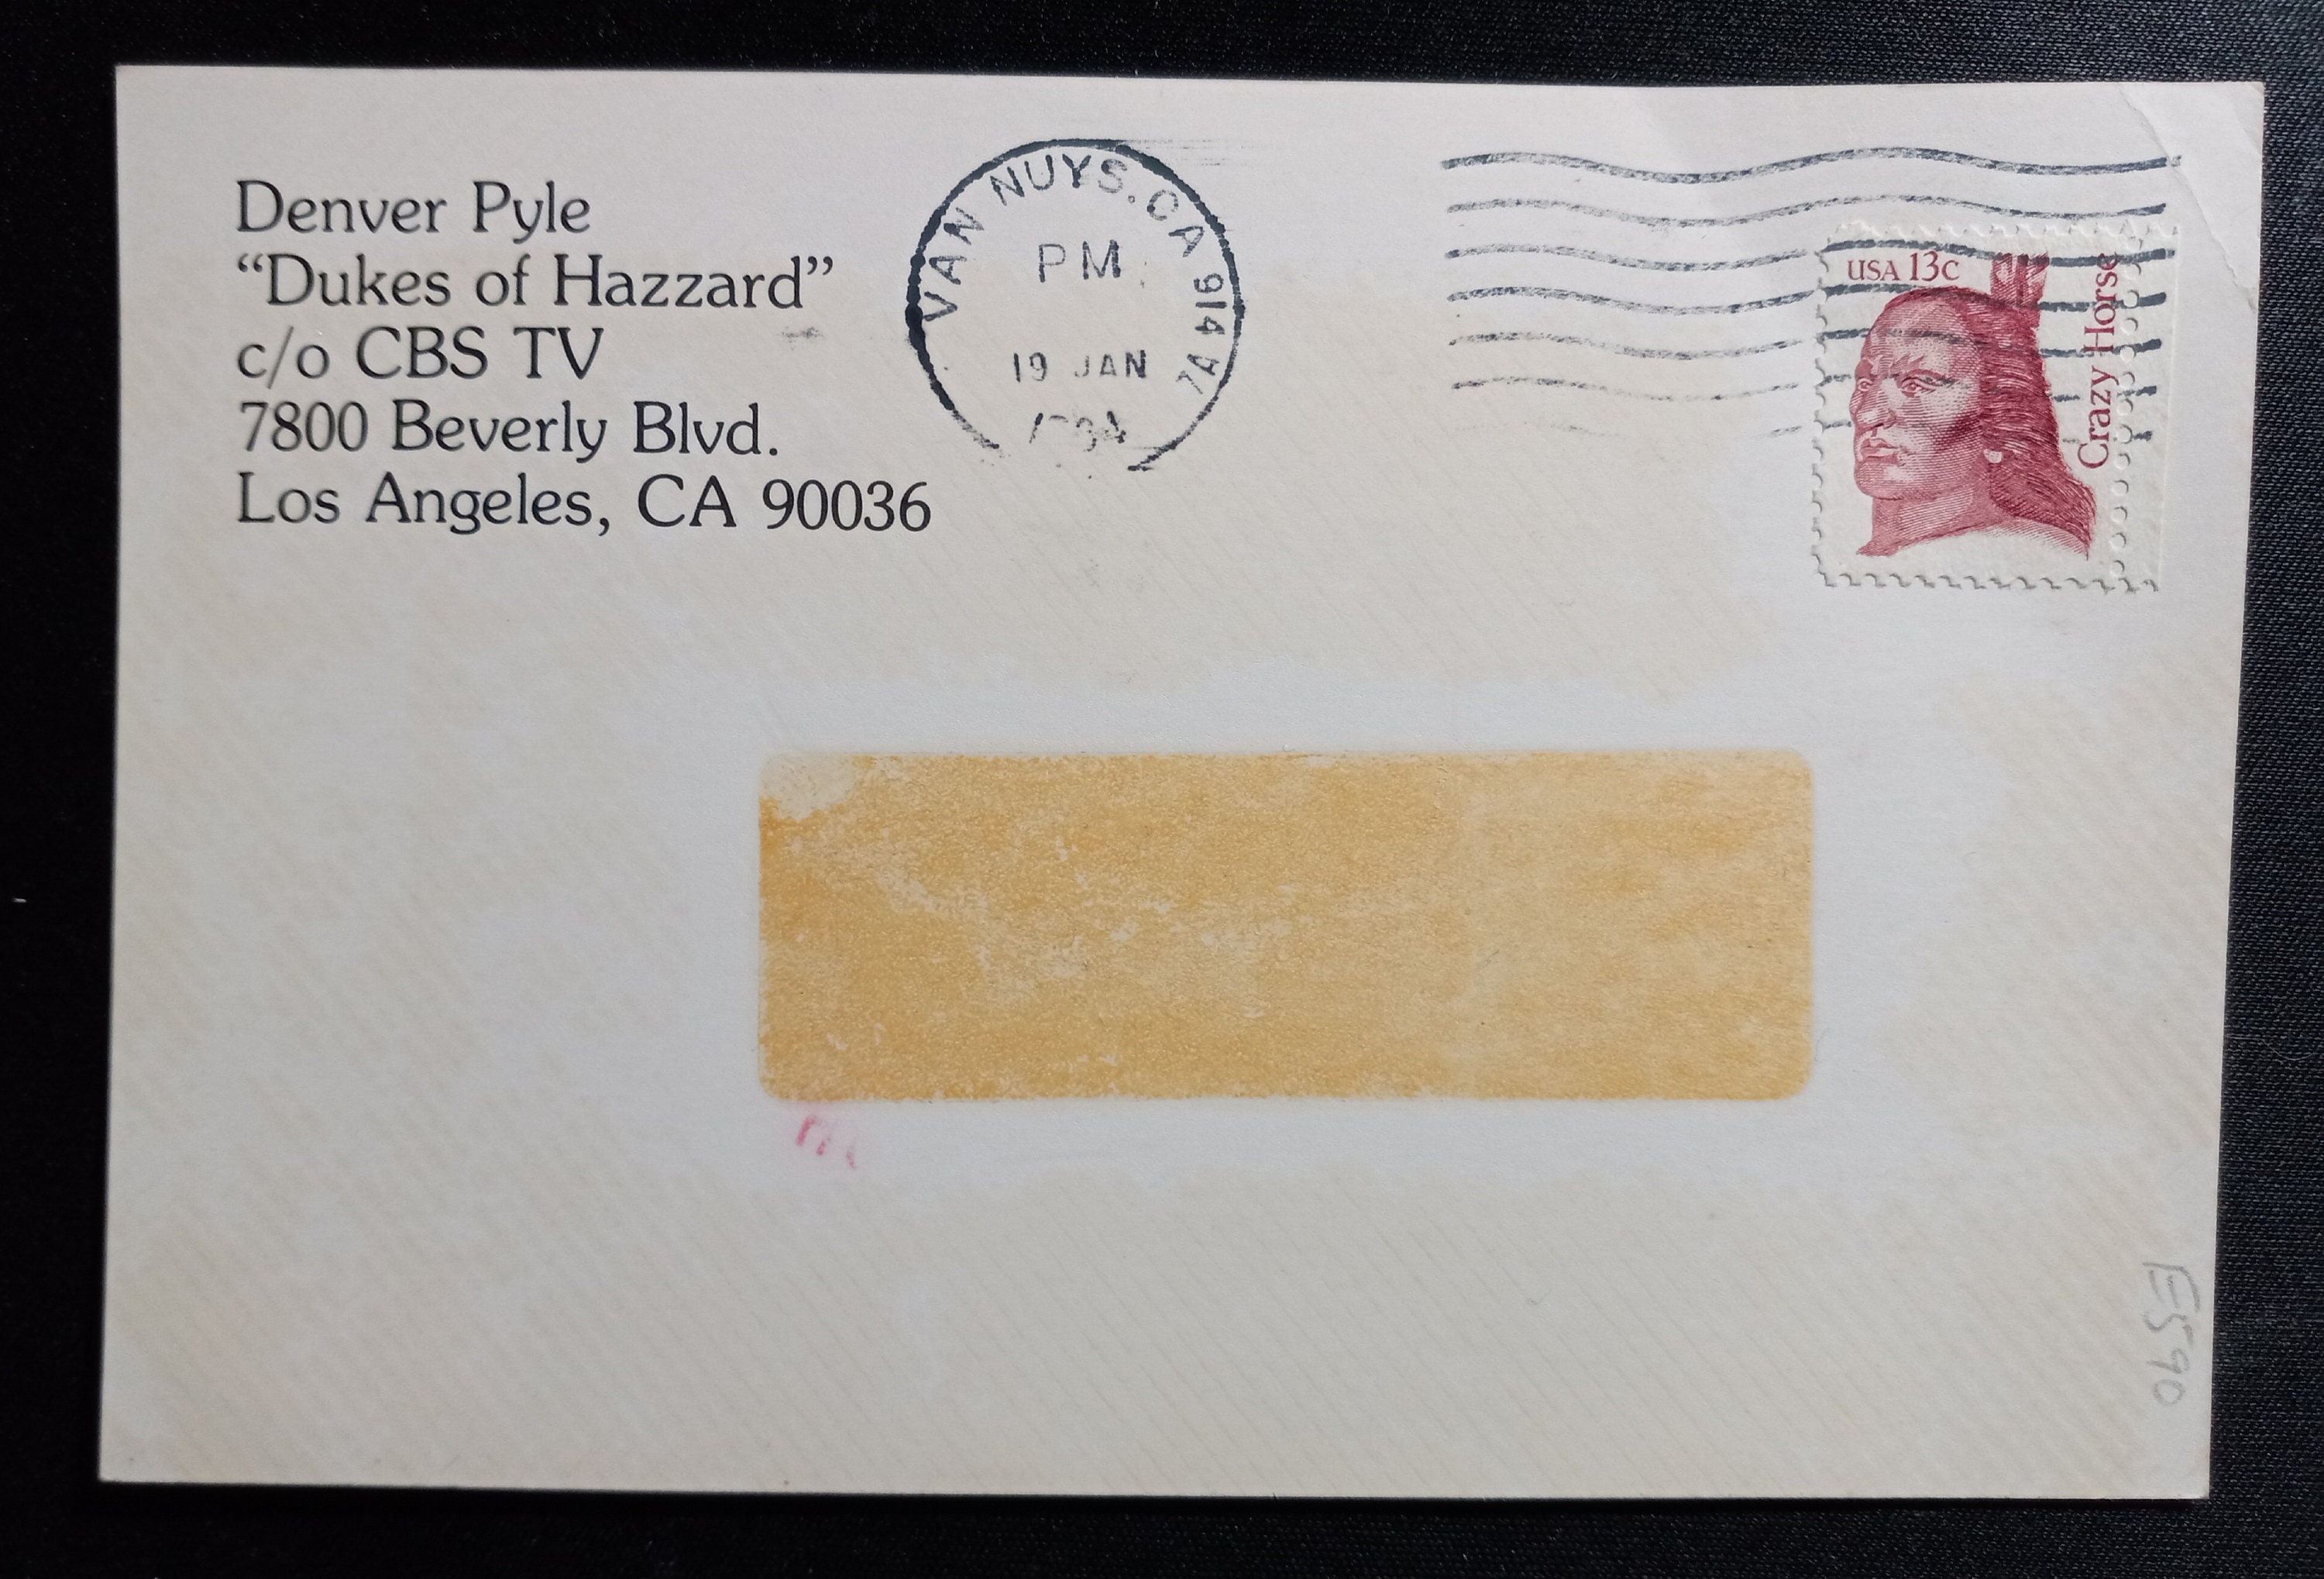 Denver Pyle
“Dukes of Hazzard”
c/o CBS TV
7800 Beverly Blvd.
Los Angeles, CA 90036
VAN NUYS, CA 914
PM
19 JAN
USA 13c
Crazy Horse
E590